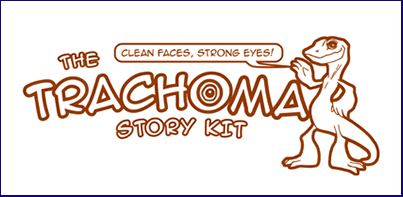 CLEAN FACES, STRONG EYES!
THE
TRACHOMA
STORY KIT